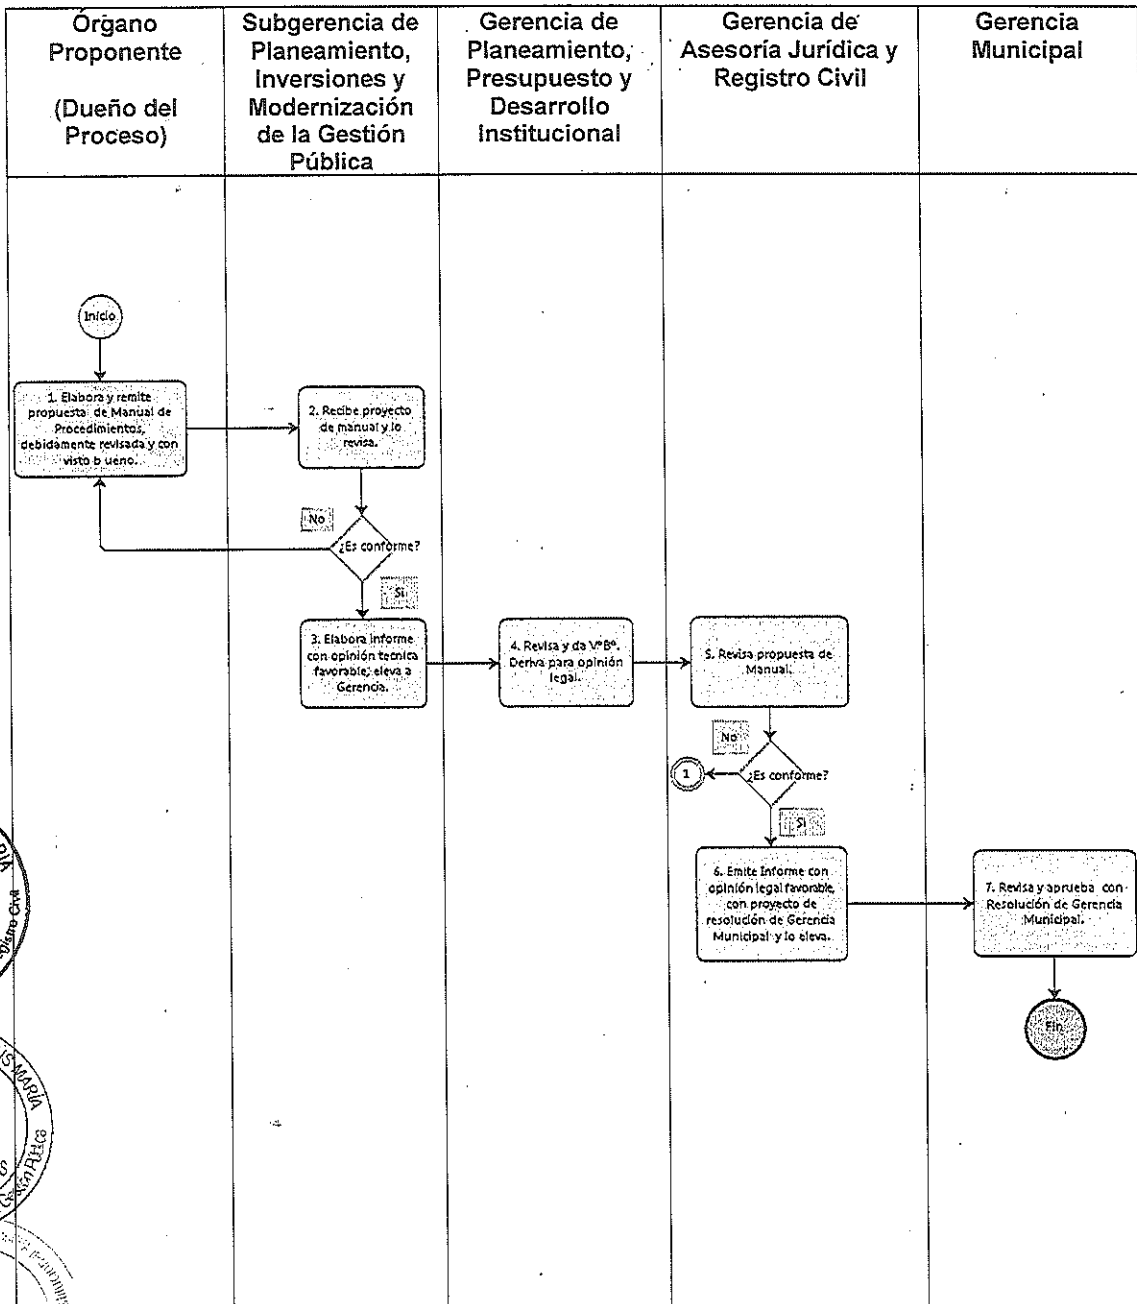 Órgano
Proponente
(Dueño del
Proceso)
Subgerencia de
Planeamiento,
Inversiones y
Modernización
de la Gestión
Pública
Gerencia de
Planeamiento,
Presupuesto y
Desarrollo
Institucional
Gerencia de
Asesoría Jurídica y
Registro Civil
Gerencia
Municipal
Inicio
1. Elabora y remite
propuesta de Manual de
Procedimientos,
debidamente revisada y con
visto b ueno.
2. Recibe proyecto
de manual y lo
revisa.
No
¿Es conforme?
Si
3. Elabora informe
con opinión tecnica
favorable; eleva a
Gerencia.
4. Revisa y da V°B°.
Deriva para opinión
legal.
5. Revisa propuesta de
Manual.
No
1
¿Es conforme?
Si
6. Emite Informe con
opinión legal favorable,
con proyecto de
resolución de Gerencia
Municipal y lo eleva.
7. Revisa y aprueba con
Resolución de Gerencia
Municipal.
Fin
Civil
MARÍA
Gestión Pública